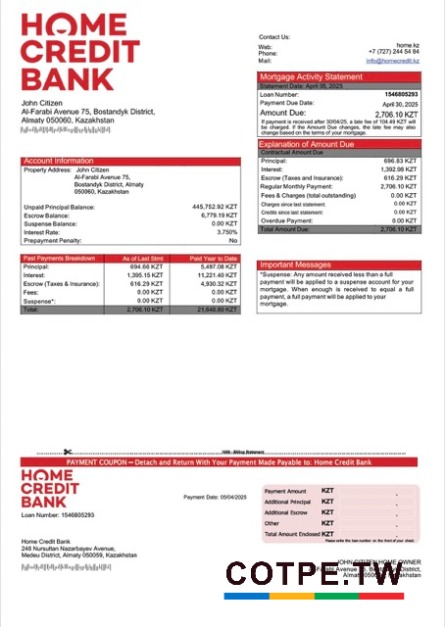 HOME
CREDIT
BANK
John Citizen
Al-Farabi Avenue 75, Bostandyk District,
Almaty 050060, Kazakhstan
Contact Us:
Web: home.kz
Phone: +7 (727) 244 54 84
Mail: info@homecredit.kz
Mortgage Activity Statement
Statement Date: April 05, 2025
Loan Number: 1546805293
Payment Due Date: April 30, 2025
Amount Due: 2,706.10 KZT
If payment is received after 30/04/25, a late fee of 104.49 KZT will
be charged. If the Amount Due changes, the late fee may also
change based on the terms of your mortgage.
Explanation of Amount Due
Contractual Amount Due
Principal: 696.83 KZT
Interest: 1,392.98 KZT
Escrow (Taxes and Insurance): 616.29 KZT
Regular Monthly Payment: 2,706.10 KZT
Fees & Charges (total outstanding) 0.00 KZT
Charges since last statement: 0.00 KZT
Credits since last statement: 0.00 KZT
Overdue Payment: 0.00 KZT
Total Amount Due: 2,706.10 KZT
Account Information
Property Address: John Citizen
Al-Farabi Avenue 75,
Bostandyk District, Almaty
050060, Kazakhstan
Unpaid Principal Balance: 445,752.92 KZT
Escrow Balance: 6,779.19 KZT
Suspense Balance: 0.00 KZT
Interest Rate: 3.750%
Prepayment Penalty: No
Past Payments Breakdown As of Last Stmt Paid Year to Date
Principal: 694.66 KZT 5,497.08 KZT
Interest: 1,395.15 KZT 11,221.40 KZT
Escrow (Taxes & Insurance): 616.29 KZT 4,930.32 KZT
Fees: 0.00 KZT 0.00 KZT
Suspense*: 0.00 KZT 0.00 KZT
Total: 2,706.10 KZT 21,648.80 KZT
Important Messages
*Suspense: Any amount received less than a full
payment will be applied to a suspense account for your
mortgage. When enough is received to equal a full
payment, a full payment will be applied to your
mortgage.
Billing Statement
PAYMENT COUPON – Detach and Return With Your Payment Made Payable to: Home Credit Bank
HOME
CREDIT
BANK
Loan Number: 1546805293
Payment Date: 05/04/2025
Payment Amount KZT .
Additional Principal KZT .
Additional Escrow KZT .
Other KZT .
Total Amount Enclosed KZT .
Please write the loan number on the front of your check.
Home Credit Bank
248 Nursultan Nazarbayev Avenue,
Medeu District, Almaty 050059, Kazakhstan
JOHN CITIZEN HOME OWNER
COTPE.TW